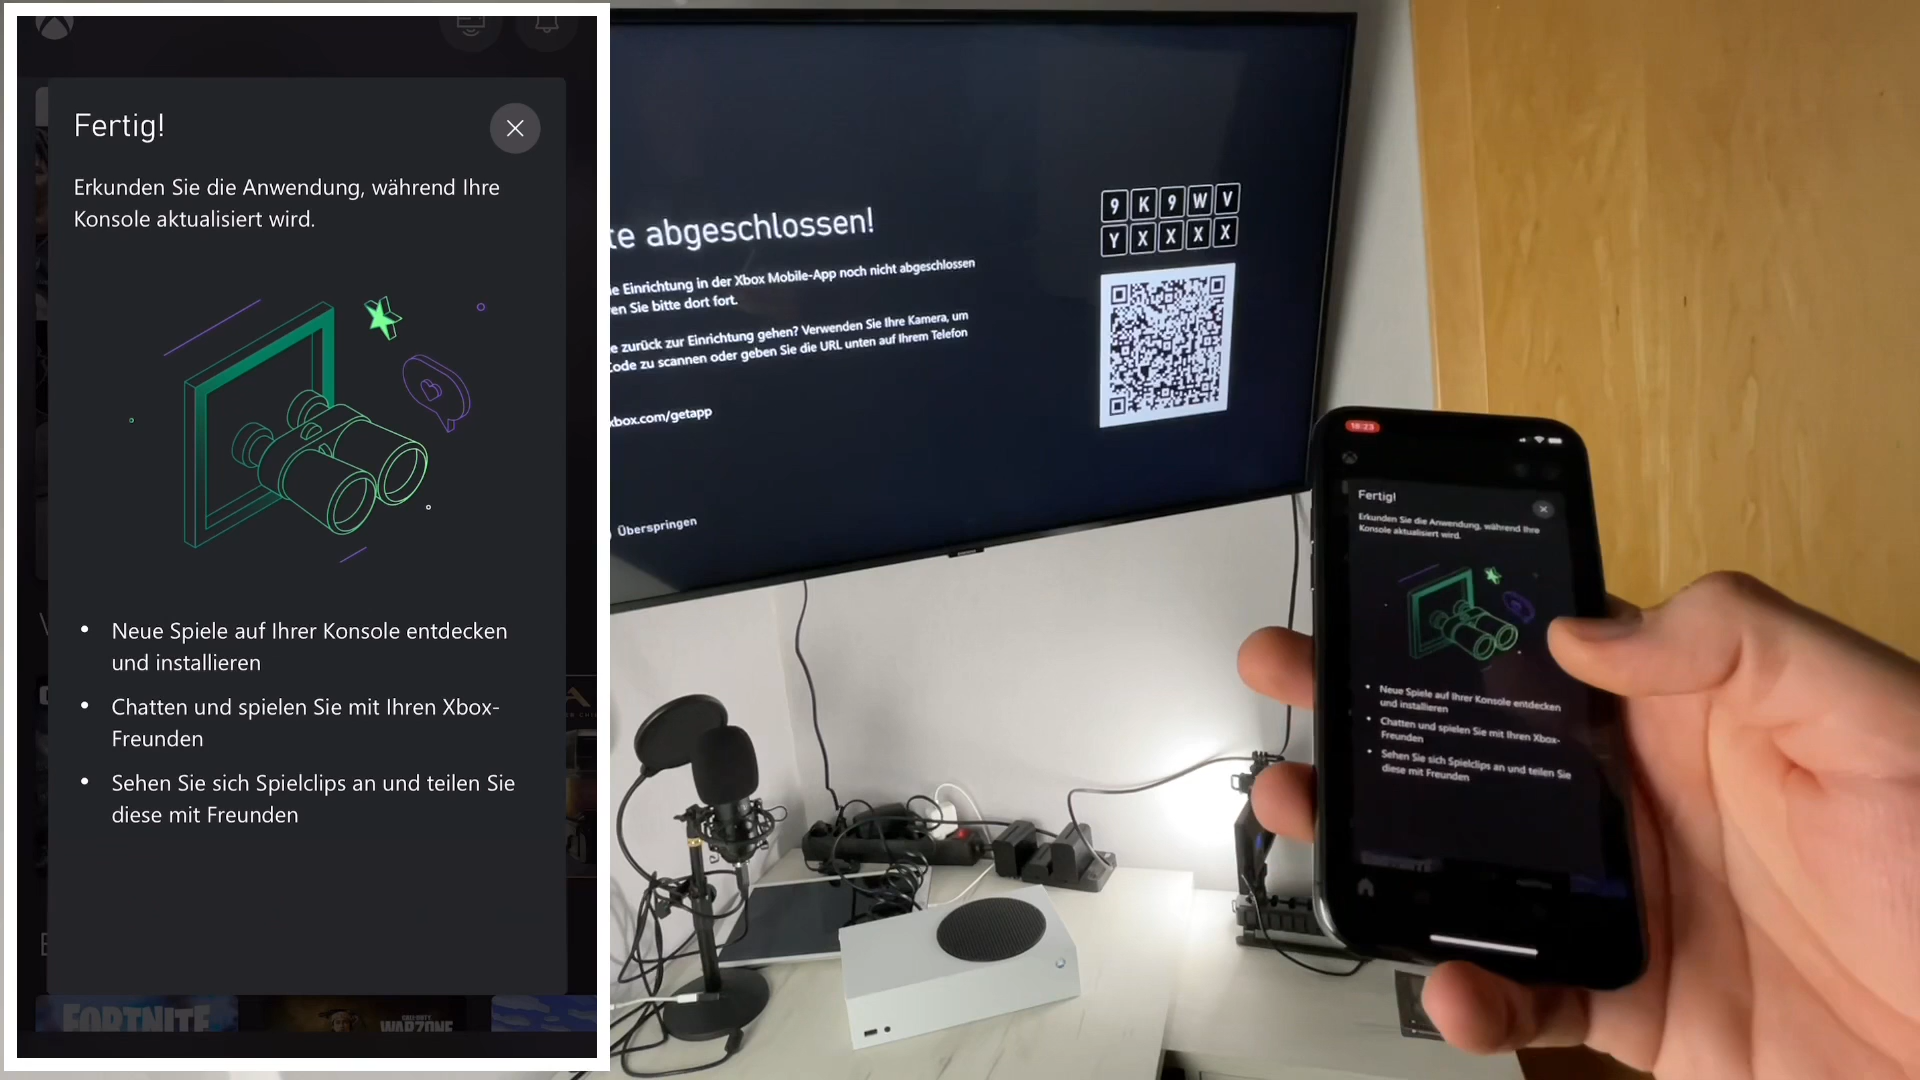 Fertig!
Erkunden Sie die Anwendung, während Ihre
Konsole aktualisiert wird.
Neue Spiele auf Ihrer Konsole entdecken
und installieren
Chatten und spielen Sie mit Ihren Xbox-
Freunden
Sehen Sie sich Spielclips an und teilen Sie
diese mit Freunden
FORTNITE
WARZONE
te abgeschlossen!
e Einrichtung in der Xbox Mobile-App noch nicht abgeschlossen
en Sie bitte dort fort.
e zurück zur Einrichtung gehen? Verwenden Sie Ihre Kamera, um
Code zu scannen oder geben Sie die URL unten auf Ihrem Telefon
xbox.com/getapp
Überspringen
9 K 9 W V
Y X X X X
18:23
Fertig!
Erkunden Sie die Anwendung, während Ihre
Konsole aktualisiert wird.
Neue Spiele auf Ihrer Konsole entdecken
und installieren
Chatten und spielen Sie mit Ihren Xbox-
Freunden
Sehen Sie sich Spielclips an und teilen Sie
diese mit Freunden